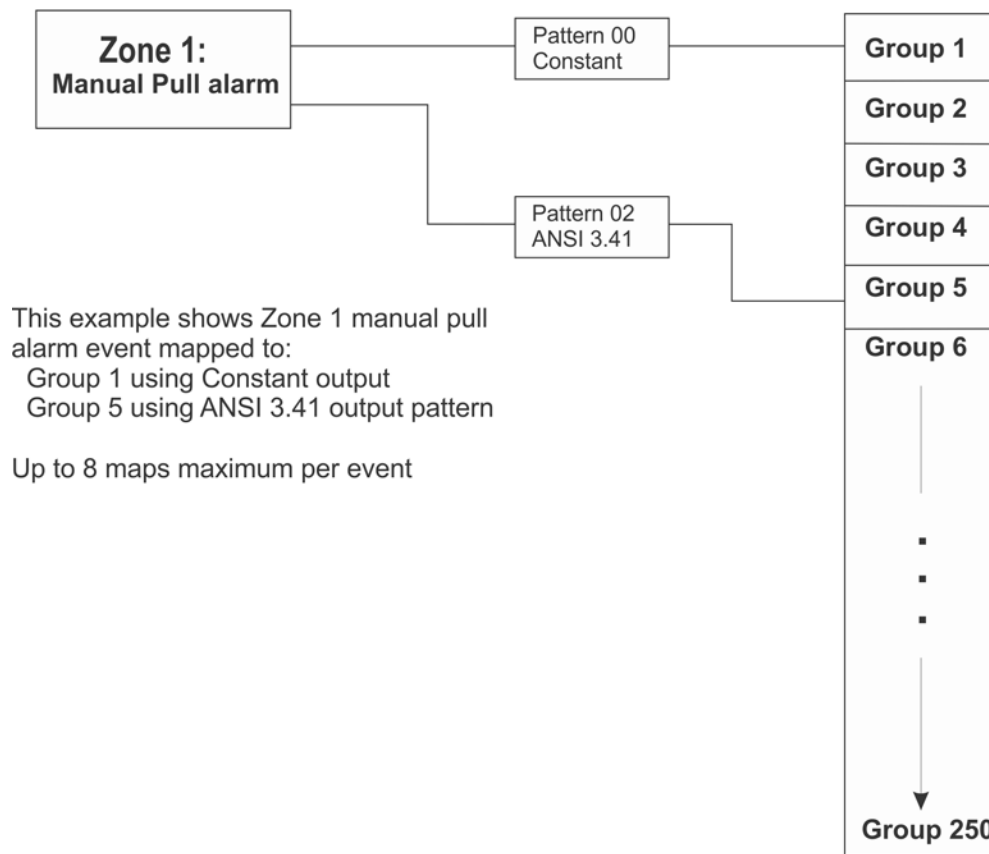 Zone 1:
Manual Pull alarm
Pattern 00
Constant
Pattern 02
ANSI 3.41
Group 1
Group 2
Group 3
Group 4
Group 5
Group 6
Group 250
This example shows Zone 1 manual pull
alarm event mapped to:
Group 1 using Constant output
Group 5 using ANSI 3.41 output pattern
Up to 8 maps maximum per event